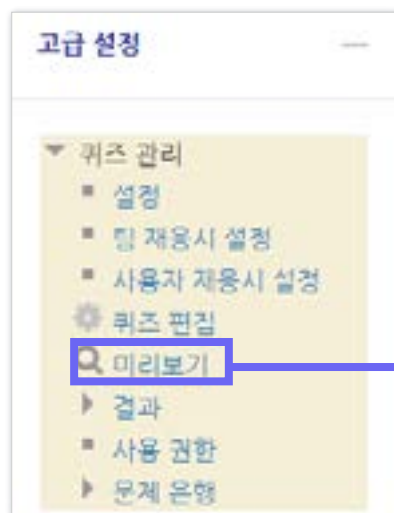 고급 설정
퀴즈 관리
설정
팀 재응시 설정
사용자 재응시 설정
퀴즈 편집
미리보기
결과
사용 권한
문제 은행